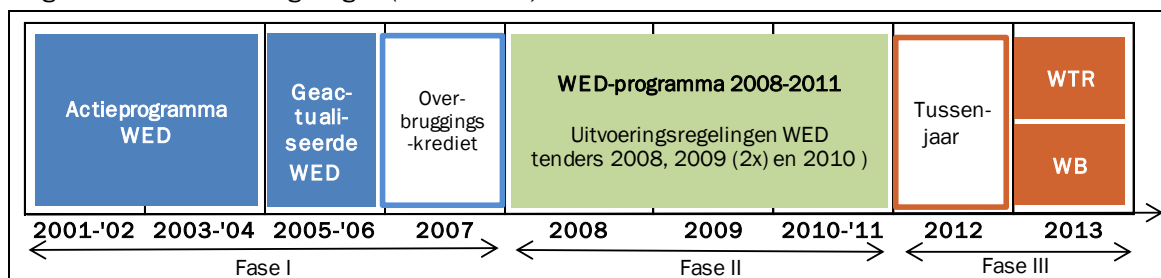 Actieprogramma
WED
Geac-
tuali-
seerde
WED
Over-
bruggings
-krediet
WED-programma 2008-2011
Uitvoeringsregelingen WED
tenders 2008, 2009 (2x) en 2010 )
Tussen-
jaar
WTR
WB
2001-'02 2003-'04 2005-'06 2007 2008 2009 2010-'11 2012 2013
Fase I Fase II Fase III